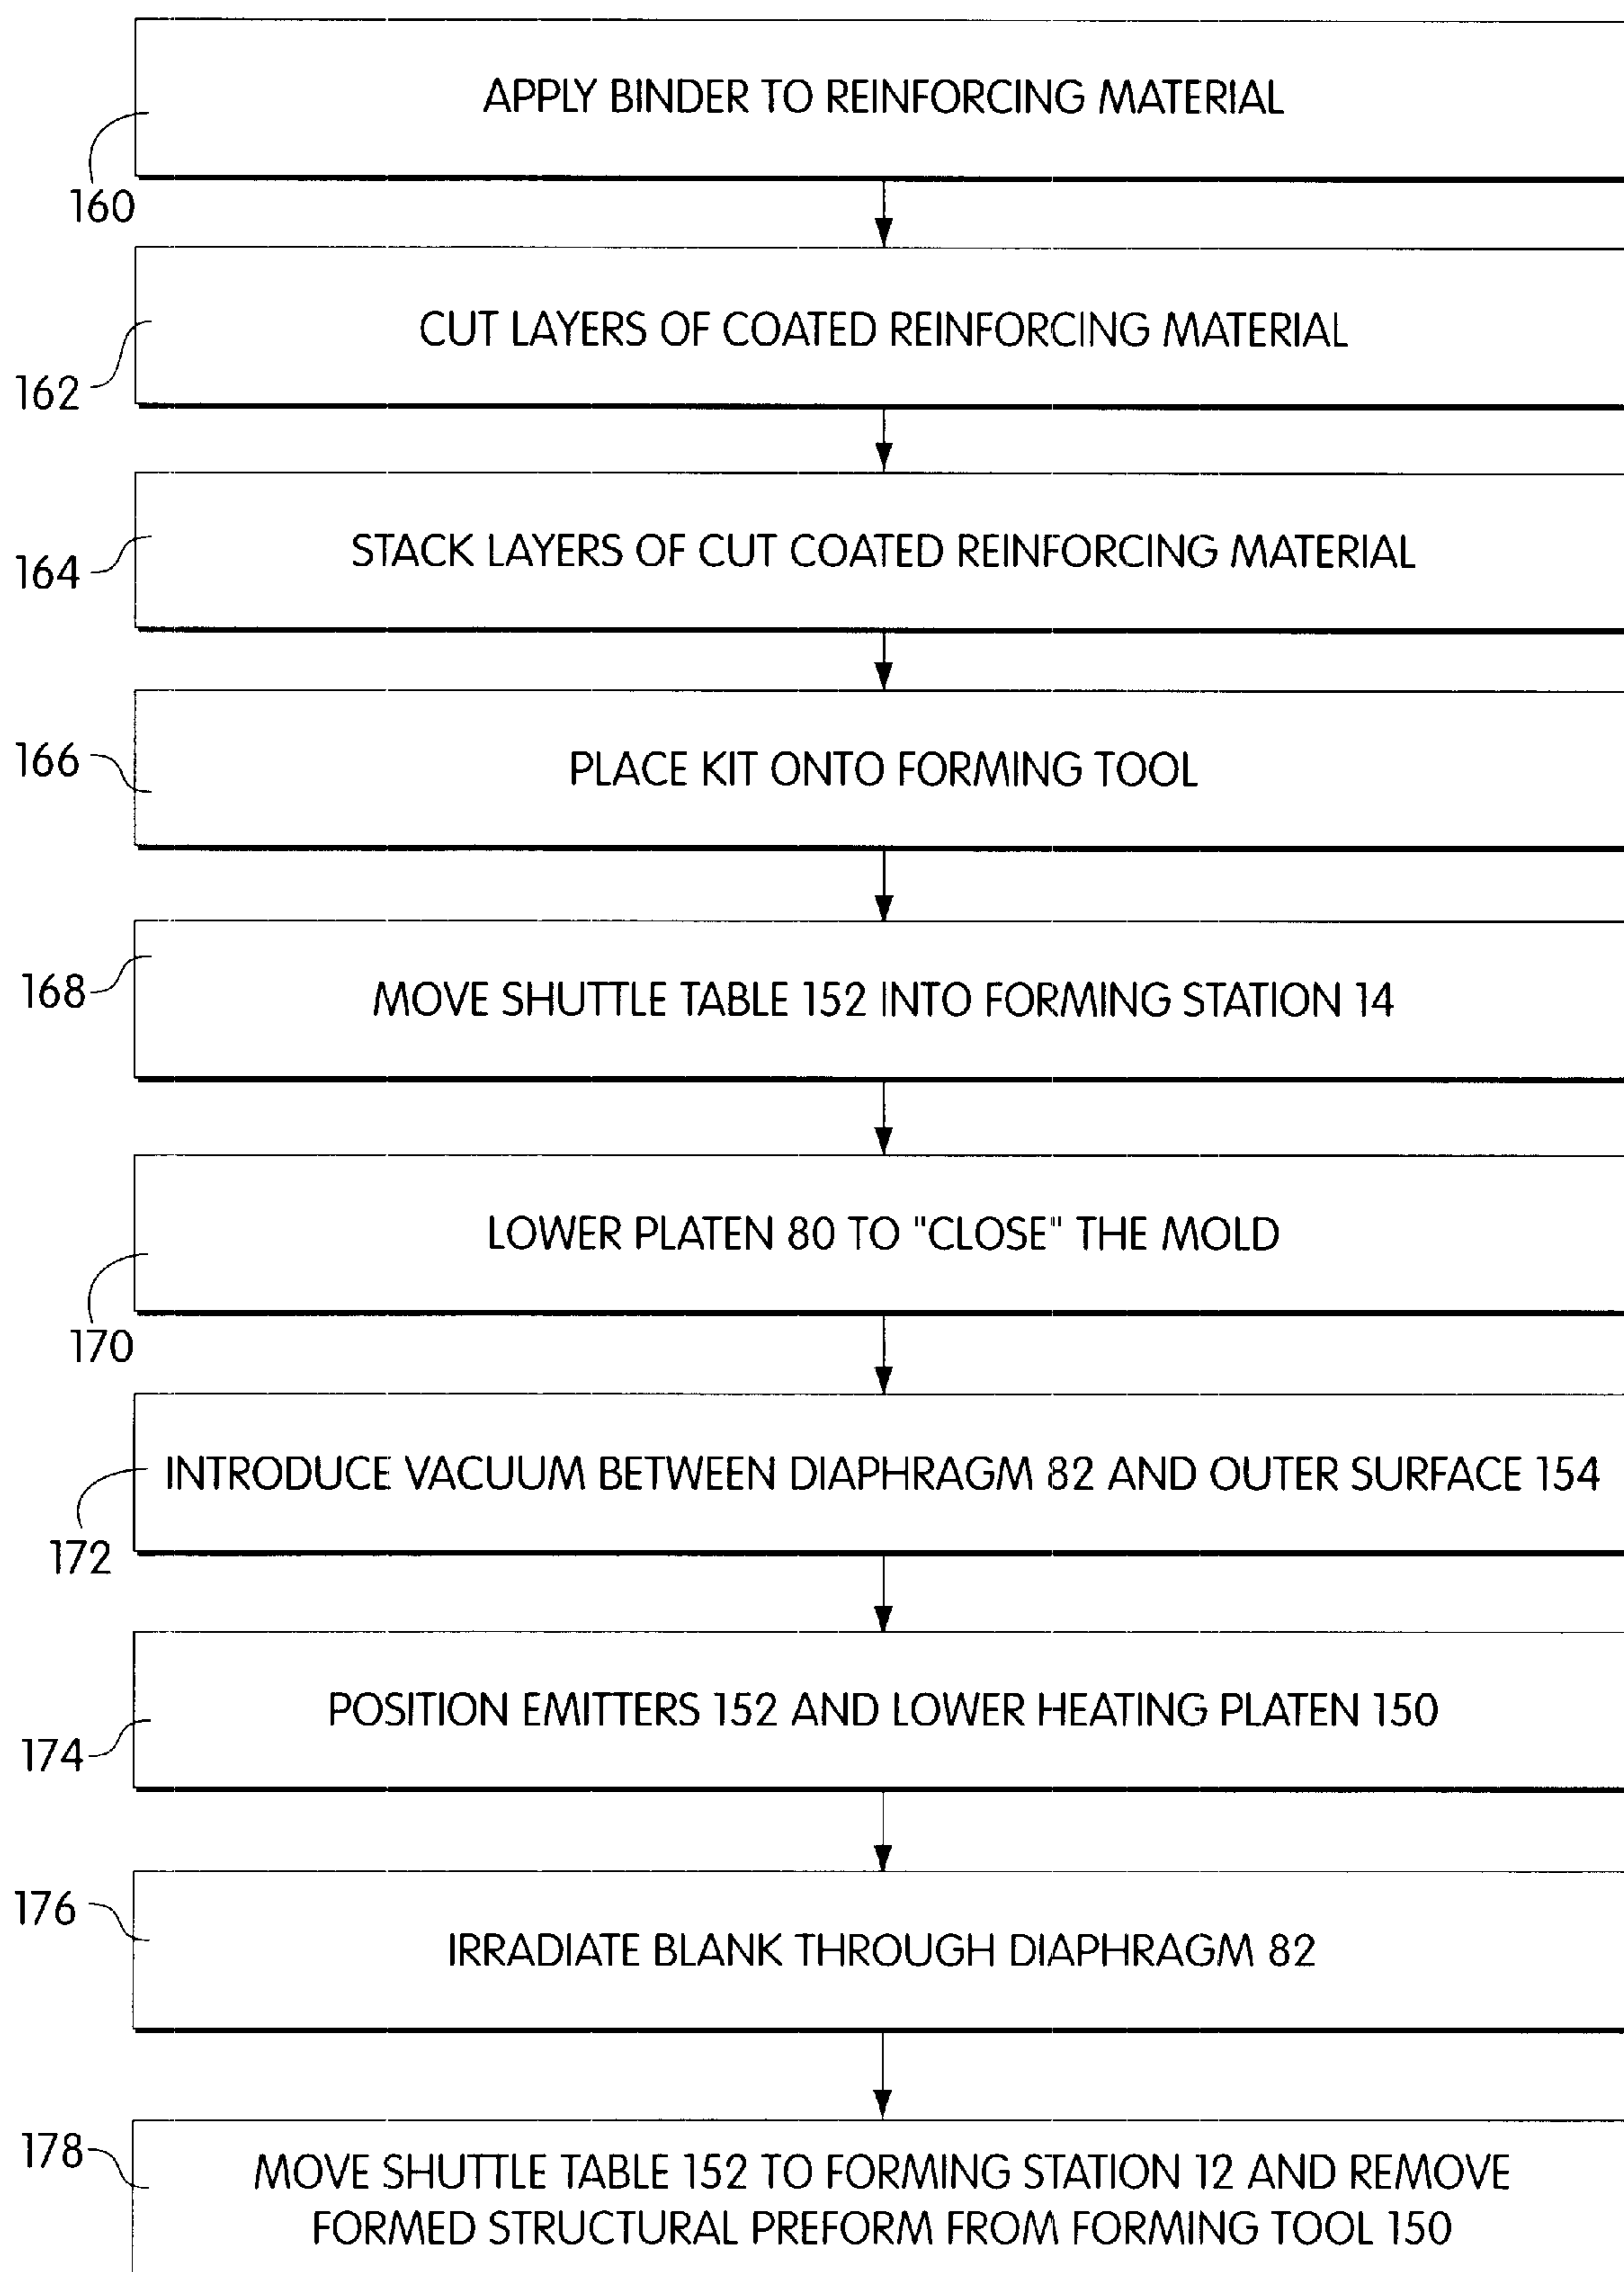 APPLY BINDER TO REINFORCING MATERIAL
160
CUT LAYERS OF COATED REINFORCING MATERIAL
162
STACK LAYERS OF CUT COATED REINFORCING MATERIAL
164
PLACE KIT ONTO FORMING TOOL
166
MOVE SHUTTLE TABLE 152 INTO FORMING STATION 14
168
LOWER PLATEN 80 TO "CLOSE" THE MOLD
170
INTRODUCE VACUUM BETWEEN DIAPHRAGM 82 AND OUTER SURFACE 154
172
POSITION EMITTERS 152 AND LOWER HEATING PLATEN 150
174
IRRADIATE BLANK THROUGH DIAPHRAGM 82
176
MOVE SHUTTLE TABLE 152 TO FORMING STATION 12 AND REMOVE
FORMED STRUCTURAL PREFORM FROM FORMING TOOL 150
178